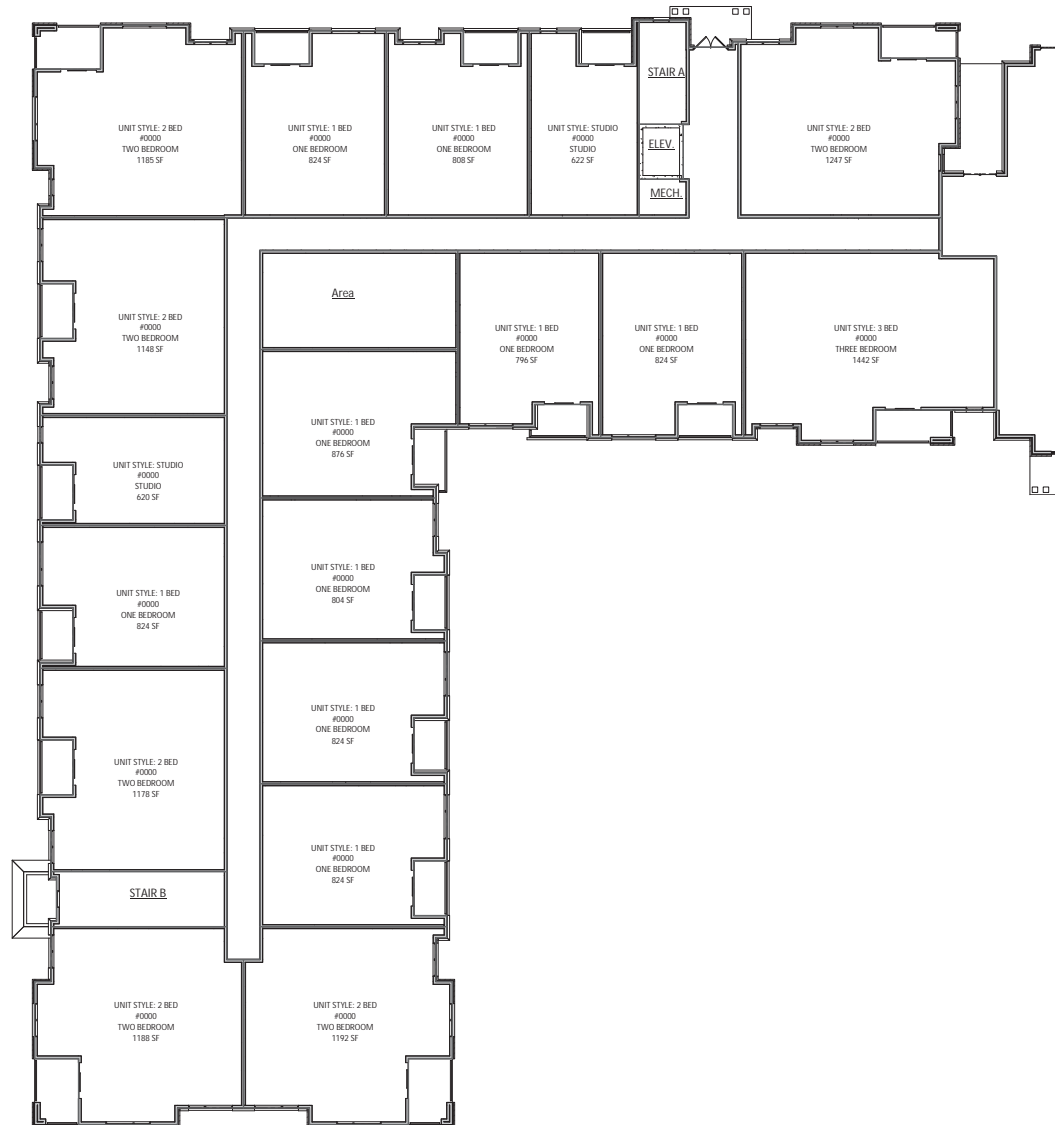 STAIR A
UNIT STYLE: 2 BED
#0000
TWO BEDROOM
1185 SF
UNIT STYLE: 1 BED
#0000
ONE BEDROOM
824 SF
UNIT STYLE: 1 BED
#0000
ONE BEDROOM
808 SF
UNIT STYLE: STUDIO
#0000
STUDIO
622 SF
ELEV.
MECH.
UNIT STYLE: 2 BED
#0000
TWO BEDROOM
1247 SF
UNIT STYLE: 2 BED
#0000
TWO BEDROOM
1148 SF
Area
UNIT STYLE: 1 BED
#0000
ONE BEDROOM
796 SF
UNIT STYLE: 1 BED
#0000
ONE BEDROOM
824 SF
UNIT STYLE: 3 BED
#0000
THREE BEDROOM
1442 SF
UNIT STYLE: 1 BED
#0000
ONE BEDROOM
876 SF
UNIT STYLE: STUDIO
#0000
STUDIO
620 SF
UNIT STYLE: 1 BED
#0000
ONE BEDROOM
804 SF
UNIT STYLE: 1 BED
#0000
ONE BEDROOM
824 SF
UNIT STYLE: 1 BED
#0000
ONE BEDROOM
824 SF
UNIT STYLE: 2 BED
#0000
TWO BEDROOM
1178 SF
UNIT STYLE: 1 BED
#0000
ONE BEDROOM
824 SF
STAIR B
UNIT STYLE: 2 BED
#0000
TWO BEDROOM
1188 SF
UNIT STYLE: 2 BED
#0000
TWO BEDROOM
1192 SF